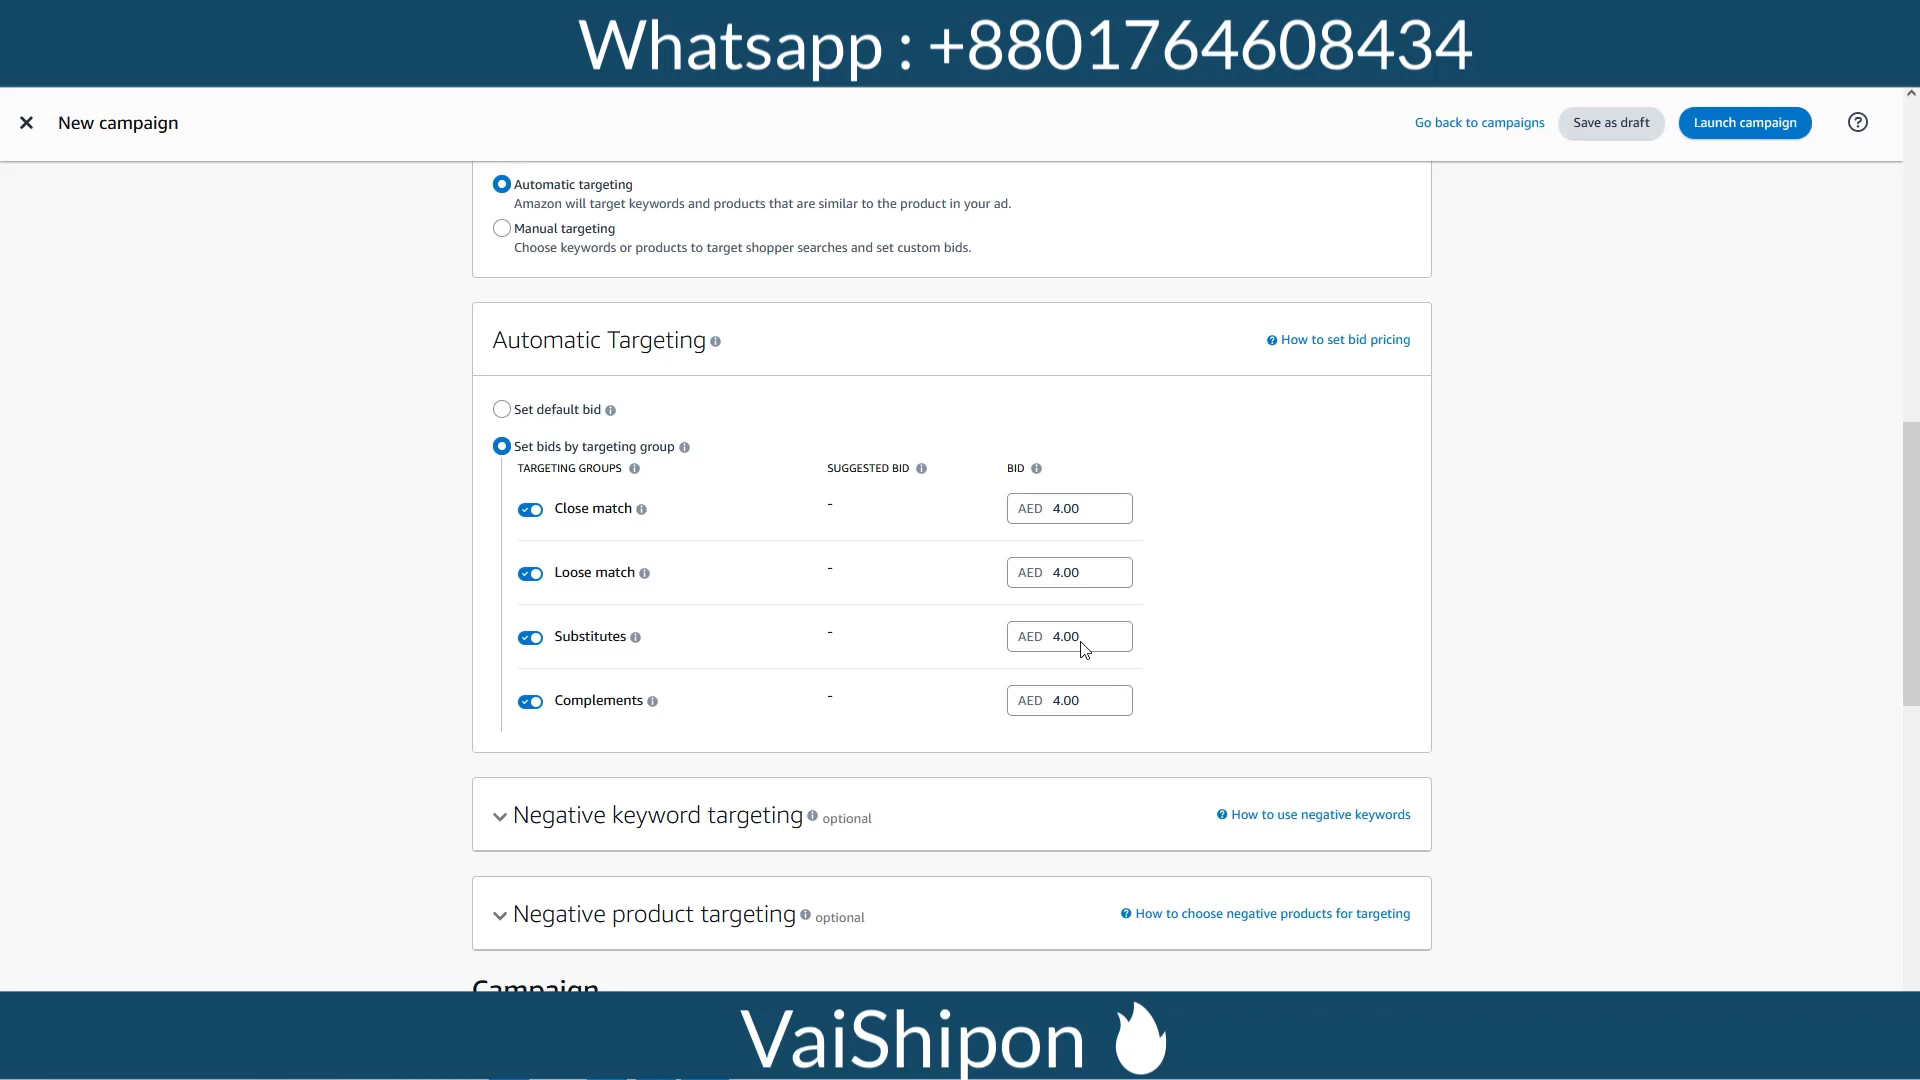 Whatsapp : +8801764608434
New campaign
Go back to campaigns
Save as draft
Launch campaign
Automatic targeting
Amazon will target keywords and products that are similar to the product in your ad.
Manual targeting
Choose keywords or products to target shopper searches and set custom bids.
Automatic Targeting
How to set bid pricing
Set default bid
Set bids by targeting group
TARGETING GROUPS SUGGESTED BID BID
Close match - AED 4.00
Loose match - AED 4.00
Substitutes - AED 4.00
Complements - AED 4.00
Negative keyword targeting optional
How to use negative keywords
Negative product targeting optional
How to choose negative products for targeting
Campaign
VaiShipon